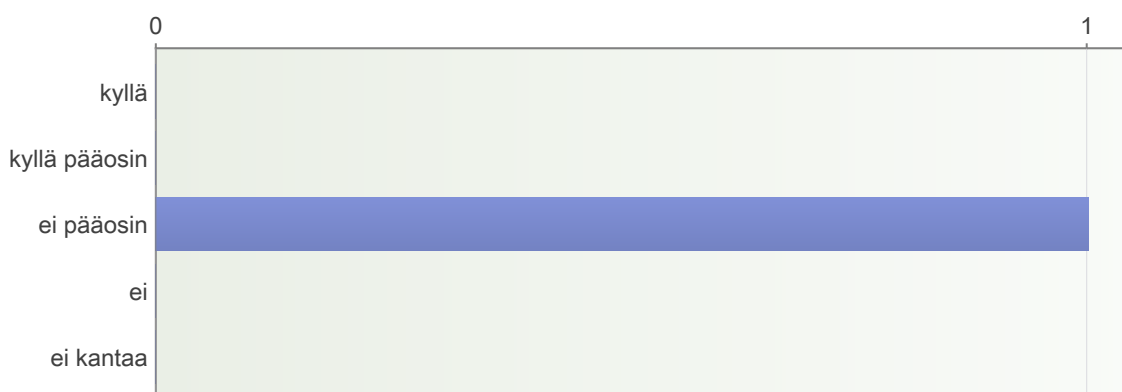 0 1
kyllä
kyllä pääosin
ei pääosin
ei
ei kantaa